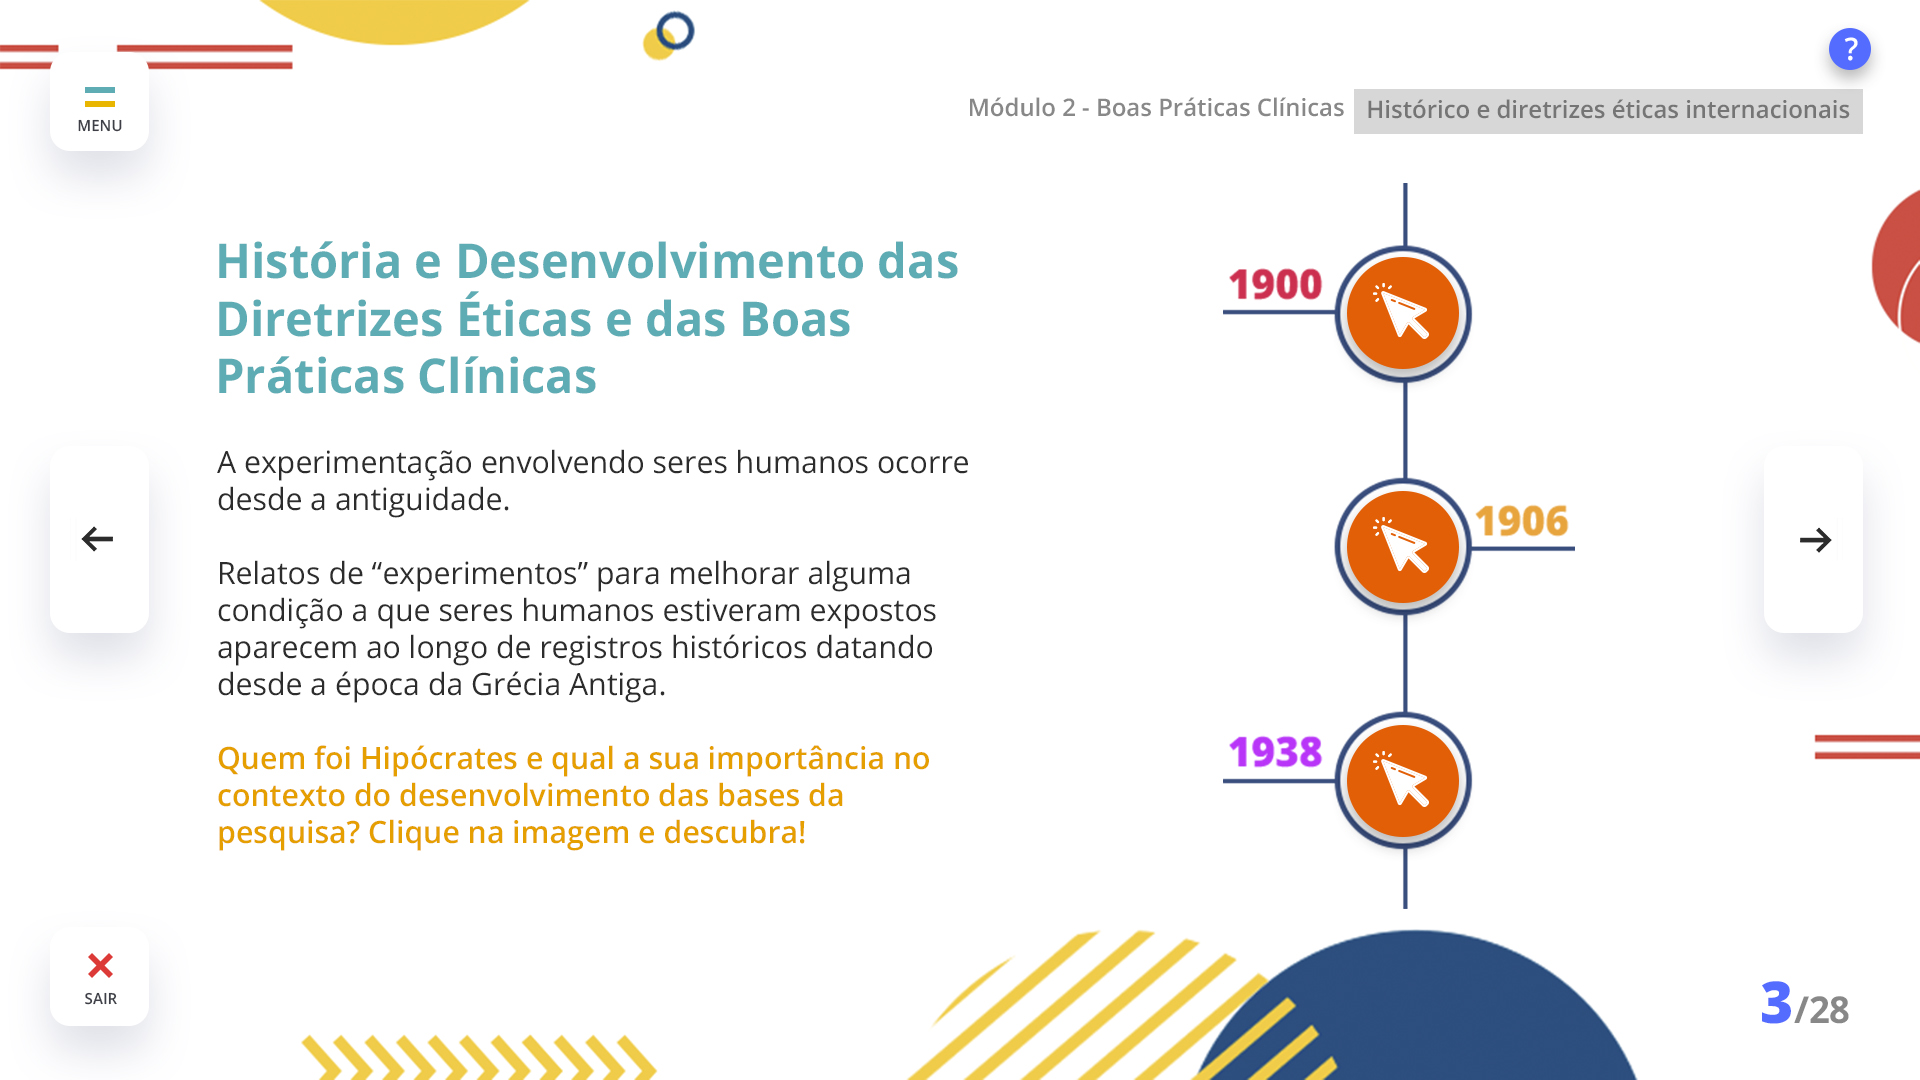 ?
MENU
Módulo 2 - Boas Práticas Clínicas
Histórico e diretrizes éticas internacionais
História e Desenvolvimento das
Diretrizes Éticas e das Boas
Práticas Clínicas
A experimentação envolvendo seres humanos ocorre
desde a antiguidade.
Relatos de “experimentos” para melhorar alguma
condição a que seres humanos estiveram expostos
aparecem ao longo de registros históricos datando
desde a época da Grécia Antiga.
Quem foi Hipócrates e qual a sua importância no
contexto do desenvolvimento das bases da
pesquisa? Clique na imagem e descubra!
1900
1906
1938
SAIR
3/28